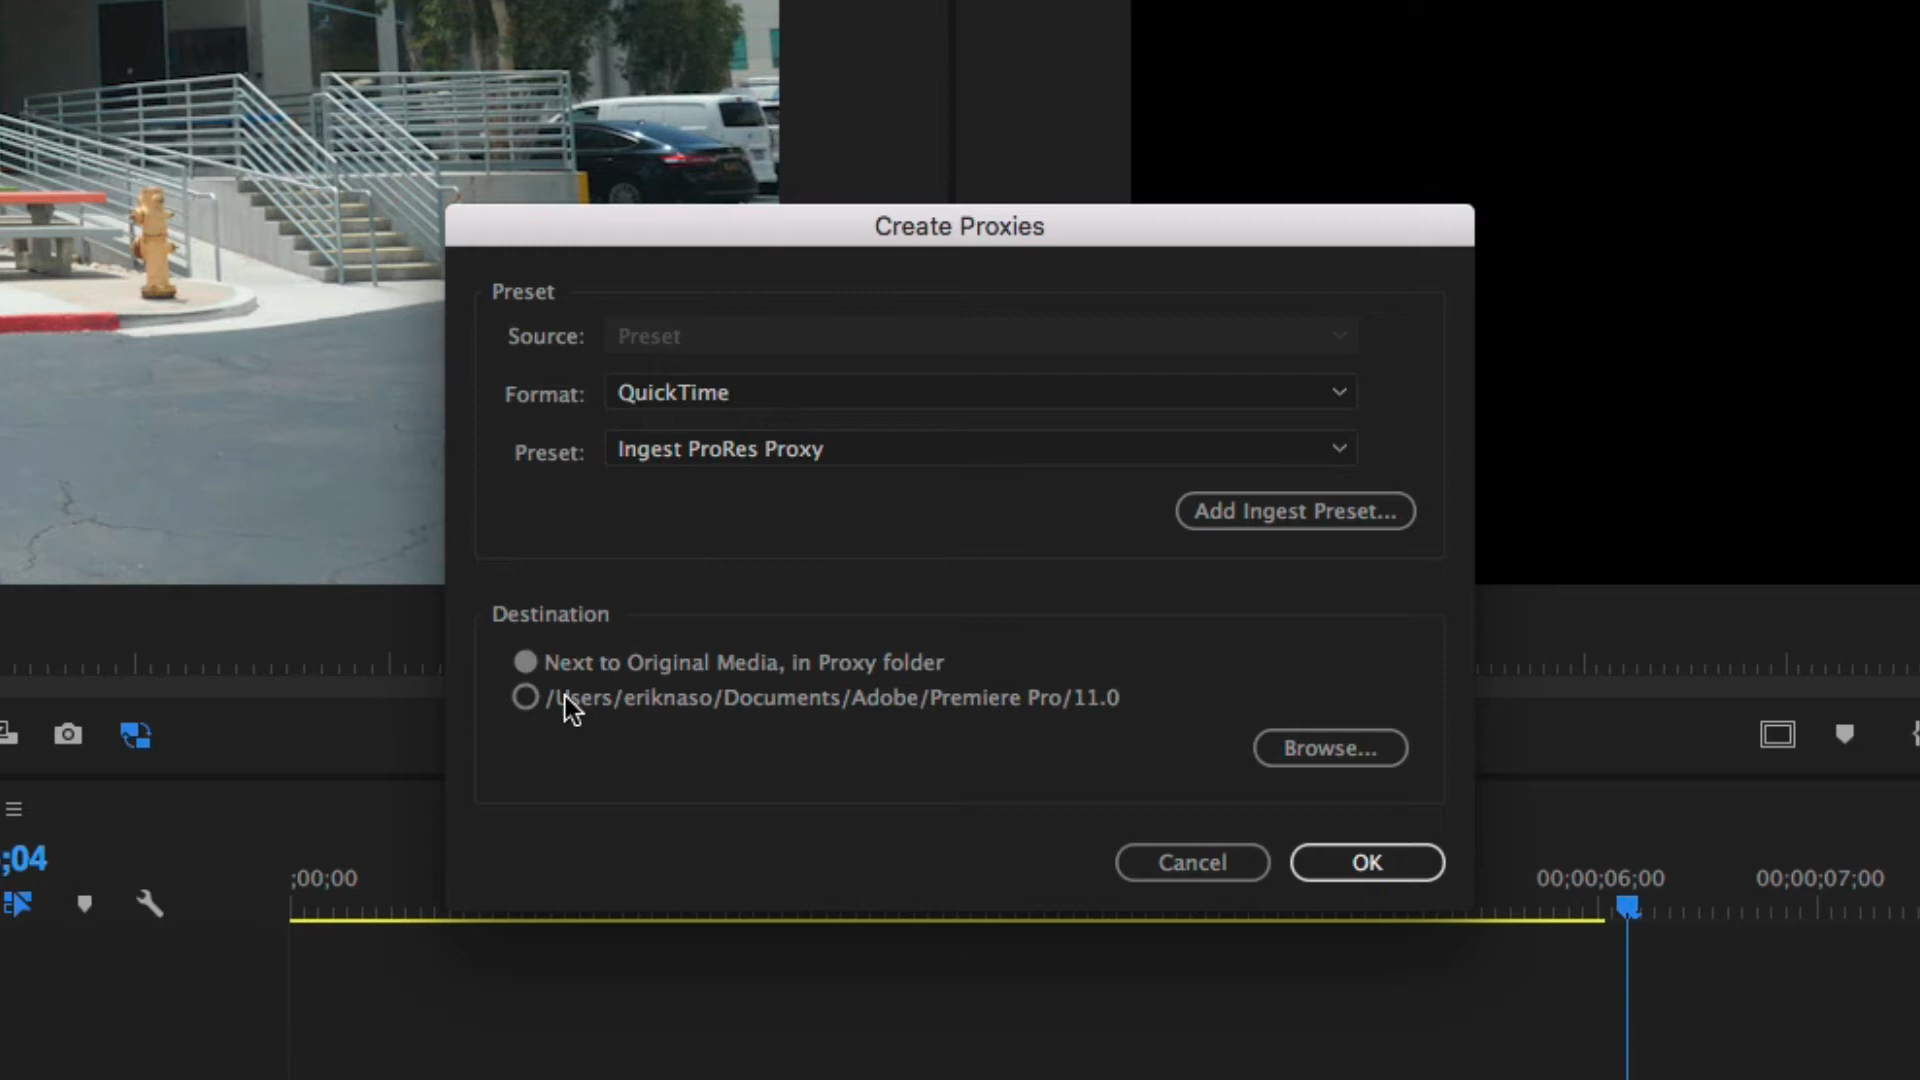 Create Proxies
Preset
Source: Preset
Format: QuickTime
Preset: Ingest ProRes Proxy
Add Ingest Preset...
Destination
Next to Original Media, in Proxy folder
/Users/eriknaso/Documents/Adobe/Premiere Pro/11.0
Browse...
Cancel OK
;04
;00;00 00;00;06;00 00;00;07;00